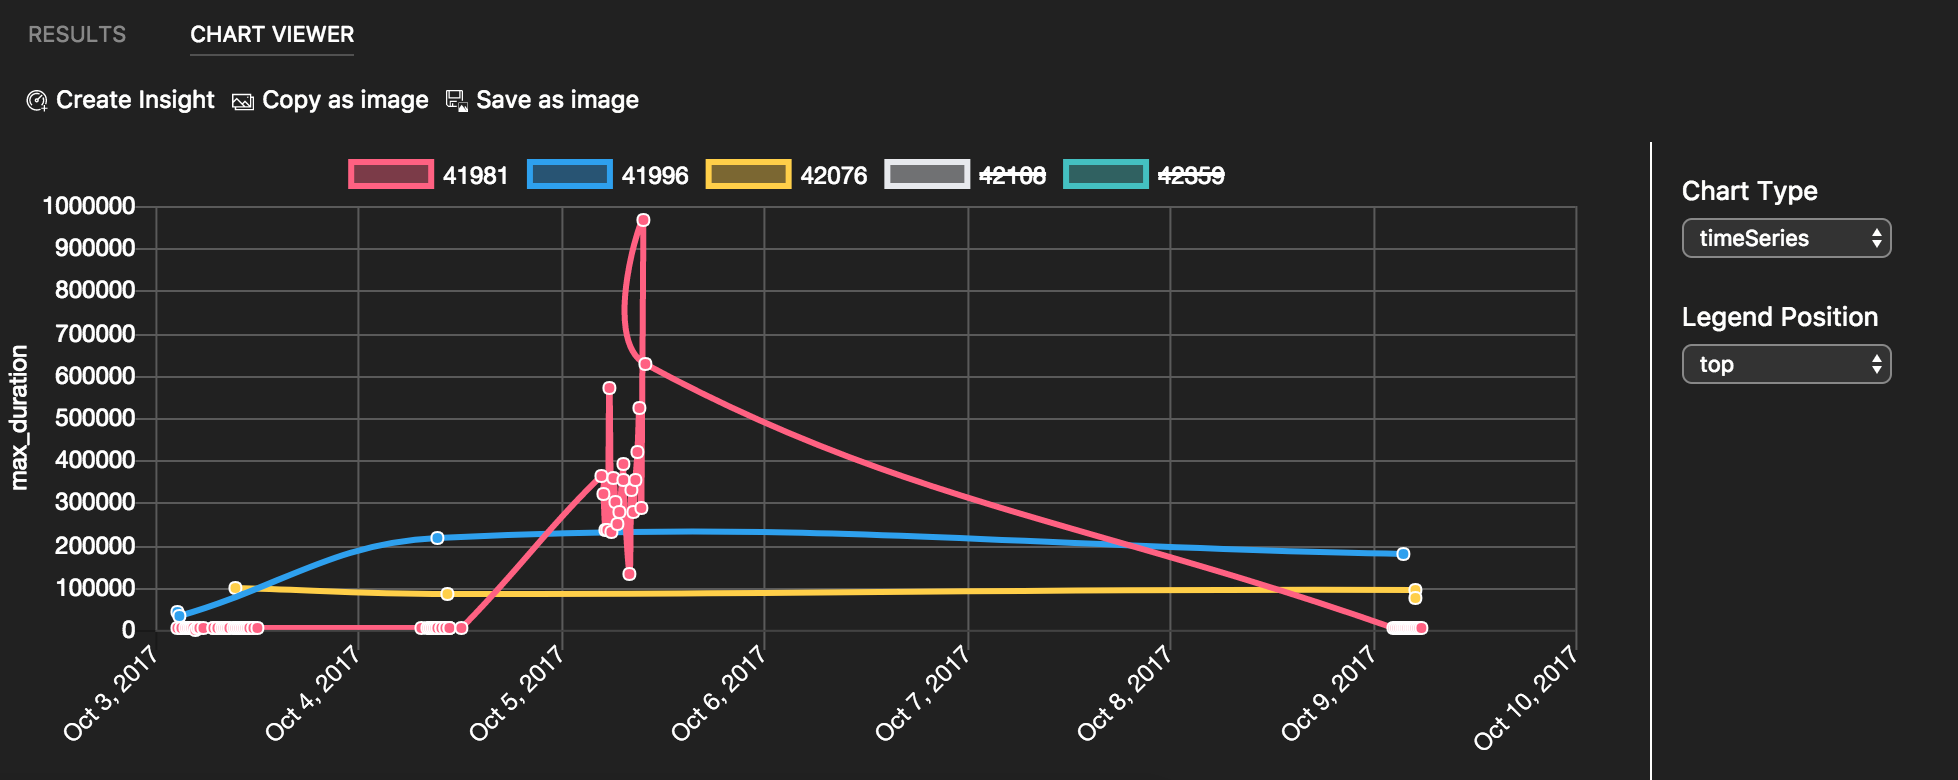 RESULTS CHART VIEWER
Create Insight Copy as image Save as image
41981 41996 42076 42108 42359
1000000
900000
800000
700000
600000
500000
400000
300000
200000
100000
0
max_duration
Oct 3, 2017
Oct 4, 2017
Oct 5, 2017
Oct 6, 2017
Oct 7, 2017
Oct 8, 2017
Oct 9, 2017
Oct 10, 2017
Chart Type
timeSeries
Legend Position
top